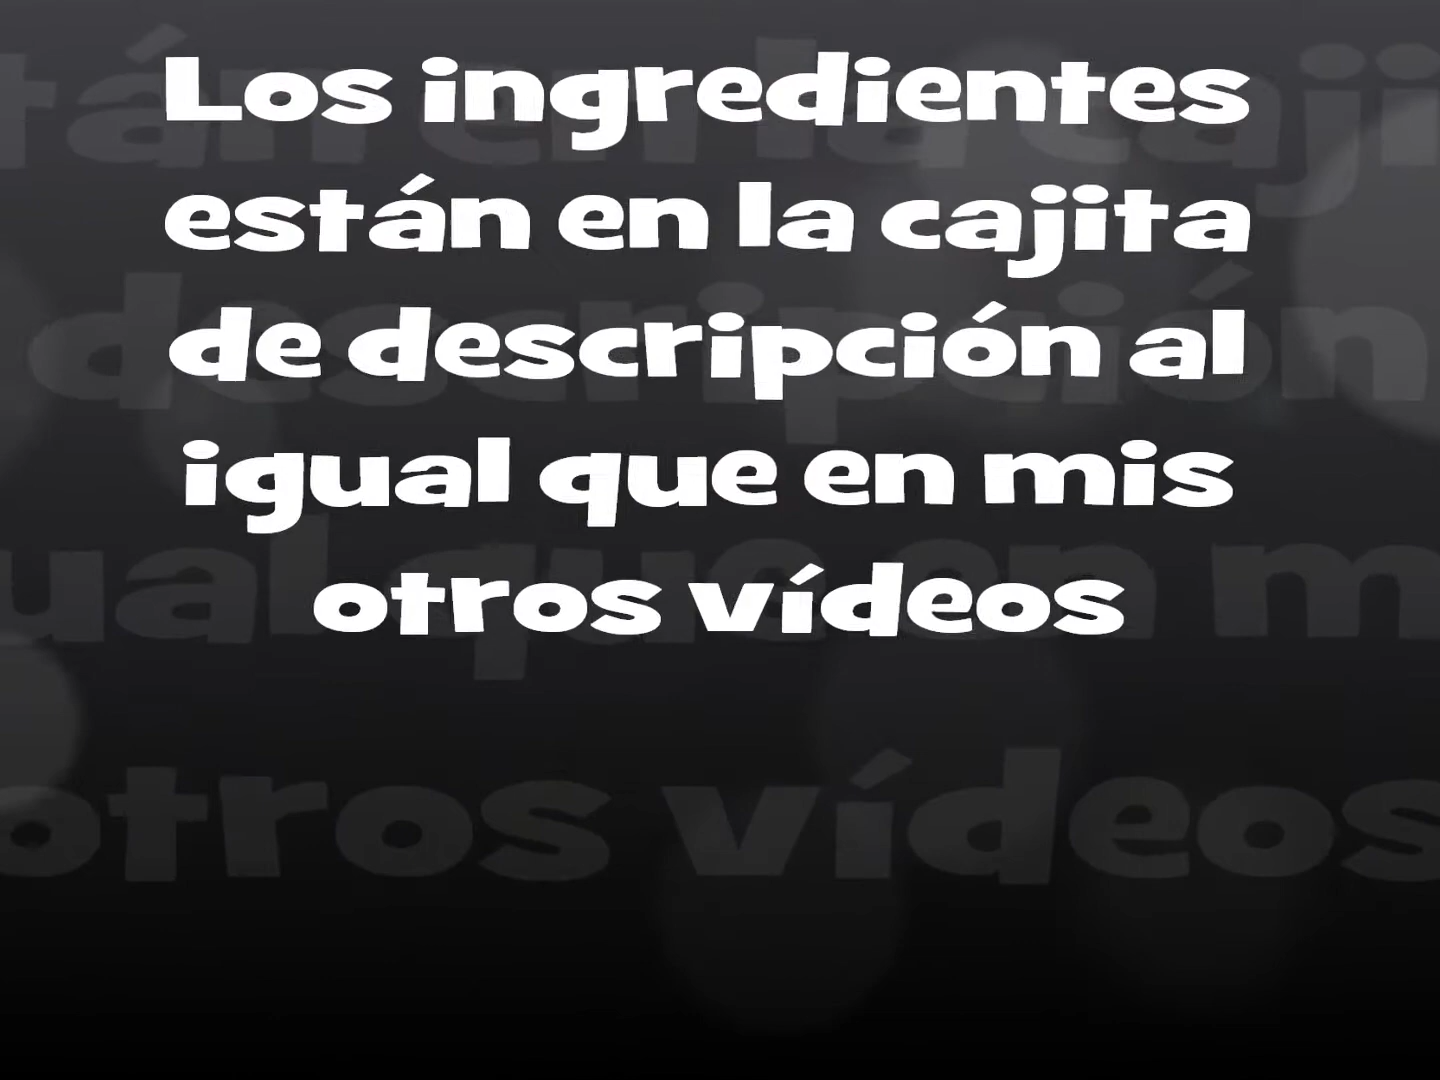 Los ingredientes
están en la cajita
de descripción al
igual que en mis
otros vídeos